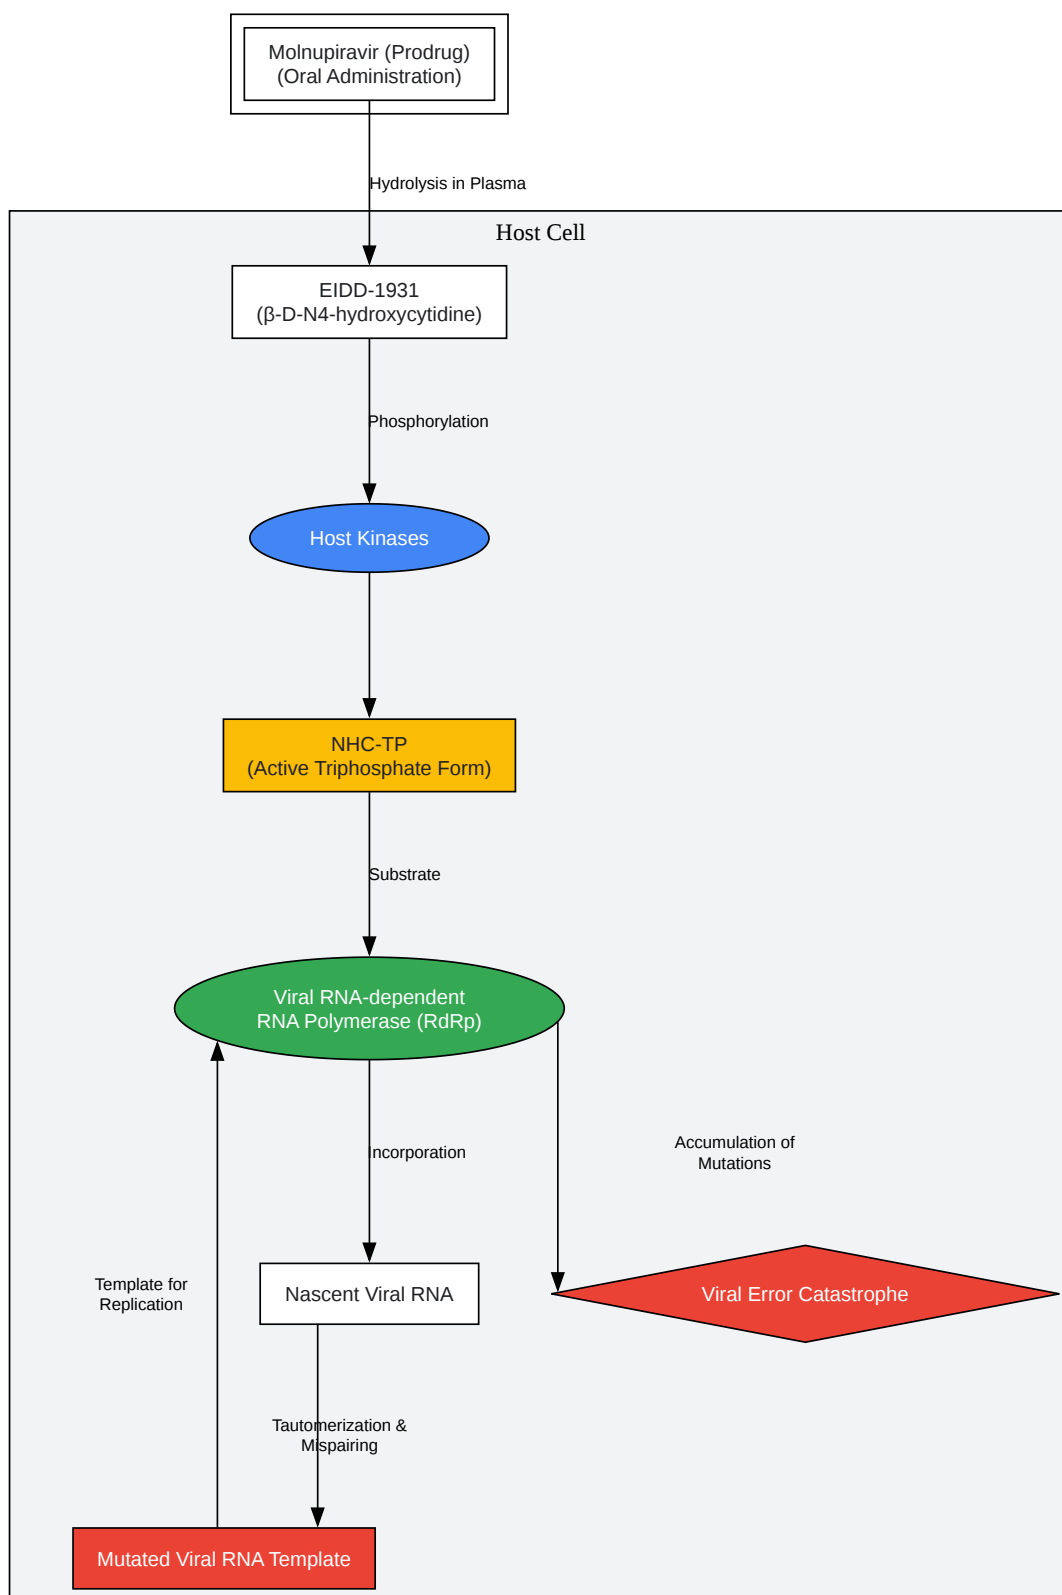 Molnupiravir (Prodrug)
(Oral Administration)
Hydrolysis in Plasma
Host Cell
EIDD-1931
(β-D-N4-hydroxycytidine)
Phosphorylation
Host Kinases
NHC-TP
(Active Triphosphate Form)
Substrate
Viral RNA-dependent
RNA Polymerase (RdRp)
Incorporation
Accumulation of
Mutations
Template for
Replication
Nascent Viral RNA
Viral Error Catastrophe
Tautomerization &
Mispairing
Mutated Viral RNA Template